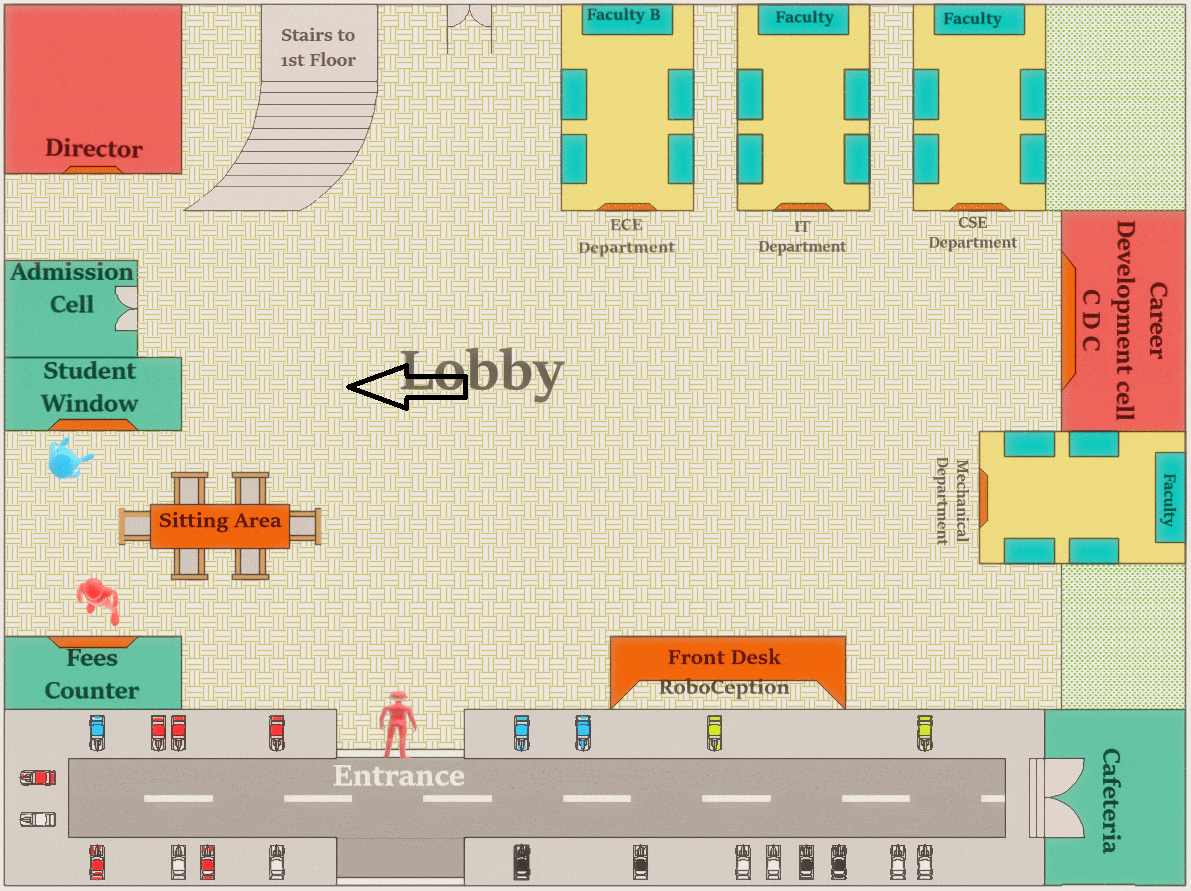 Faculty B
Faculty
Faculty
Stairs to
1st Floor
Director
ECE
Department
IT
Department
CSE
Department
Admission
Cell
Career
Development cell
C D C
Student
Window
Lobby
Mechanical
Department
Faculty
Sitting Area
Fees
Counter
Front Desk
RoboCeption
Entrance
Cafeteria